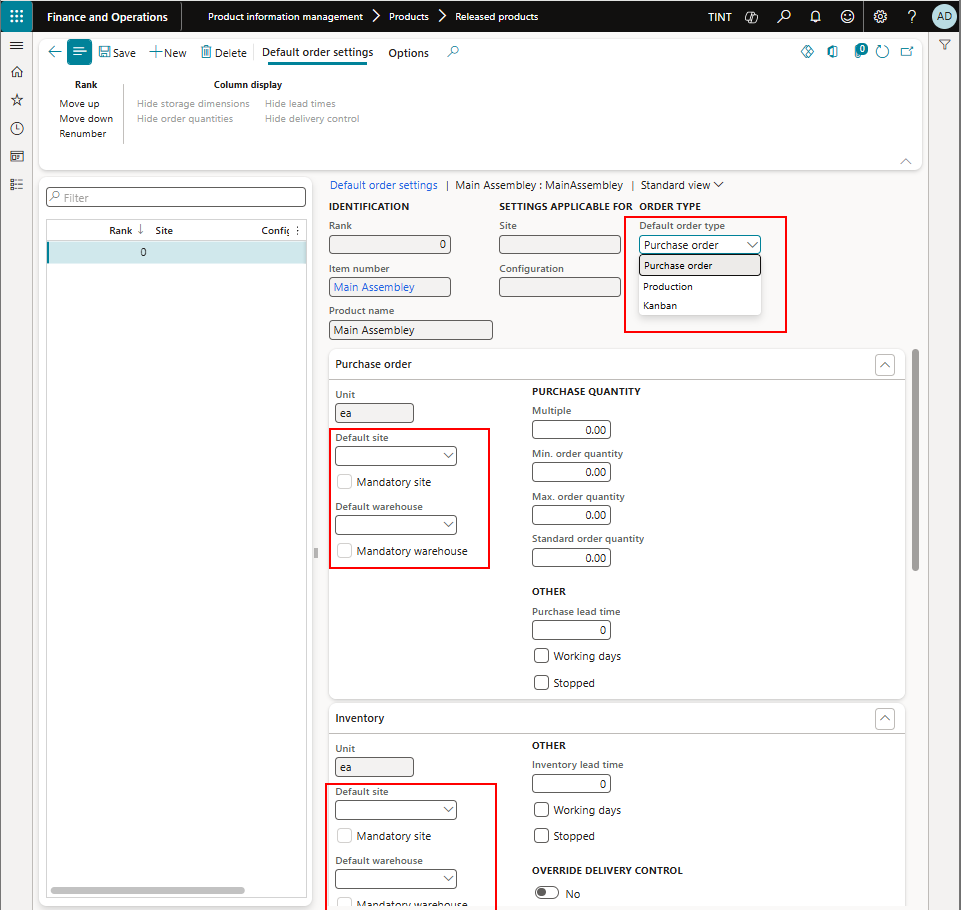 Finance and Operations
Product information management
Products
Released products
TINT
?
AD
Save
New
Delete
Default order settings
Options
0
Rank
Move up
Move down
Renumber
Column display
Hide storage dimensions
Hide lead times
Hide order quantities
Hide delivery control
Filter
Rank
Site
Config
0
Default order settings | Main Assembley : MainAssembley | Standard view
IDENTIFICATION
Rank
0
Item number
Main Assembley
Product name
Main Assembley
SETTINGS APPLICABLE FOR
Site
Configuration
ORDER TYPE
Default order type
Purchase order
Purchase order
Production
Kanban
Purchase order
Unit
ea
Default site
Mandatory site
Default warehouse
Mandatory warehouse
PURCHASE QUANTITY
Multiple
0.00
Min. order quantity
0.00
Max. order quantity
0.00
Standard order quantity
0.00
OTHER
Purchase lead time
0
Working days
Stopped
Inventory
Unit
ea
Default site
Mandatory site
Default warehouse
Mandatory warehouse
OTHER
Inventory lead time
0
Working days
Stopped
OVERRIDE DELIVERY CONTROL
No